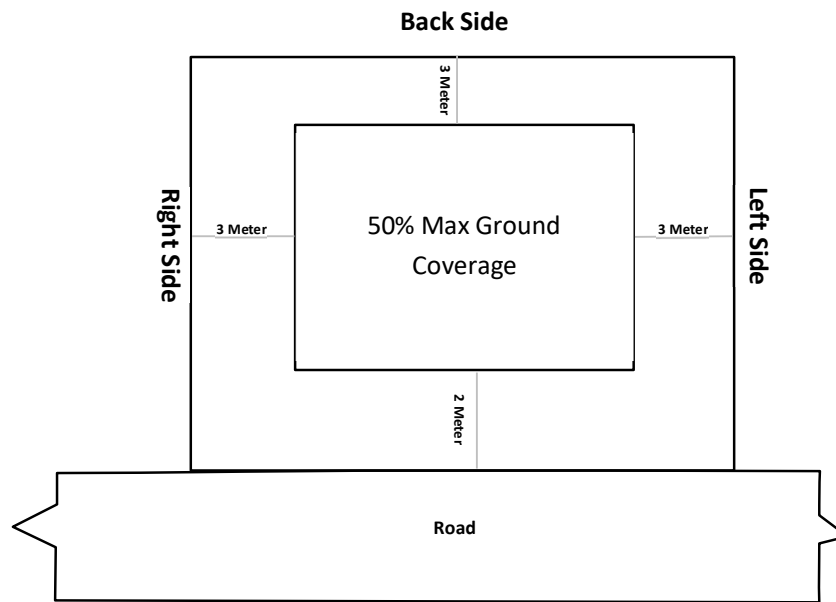 Back Side
3 Meter
Right Side
3 Meter
50% Max Ground
Coverage
3 Meter
Left Side
2 Meter
Road